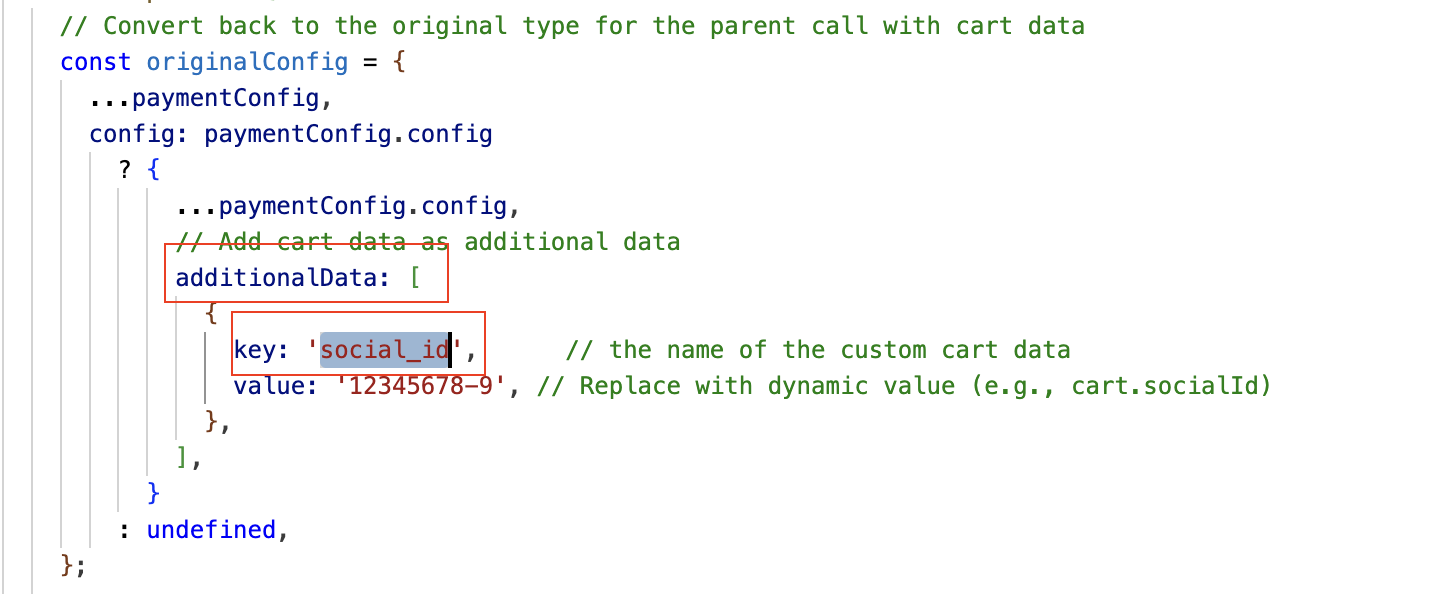 // Convert back to the original type for the parent call with cart data
const originalConfig = {
...paymentConfig,
config: paymentConfig.config
? {
...paymentConfig.config,
// Add cart data as additional data
additionalData: [
{
key: 'social_id', // the name of the custom cart data
value: '12345678-9', // Replace with dynamic value (e.g., cart.socialId)
},
],
}
: undefined,
};